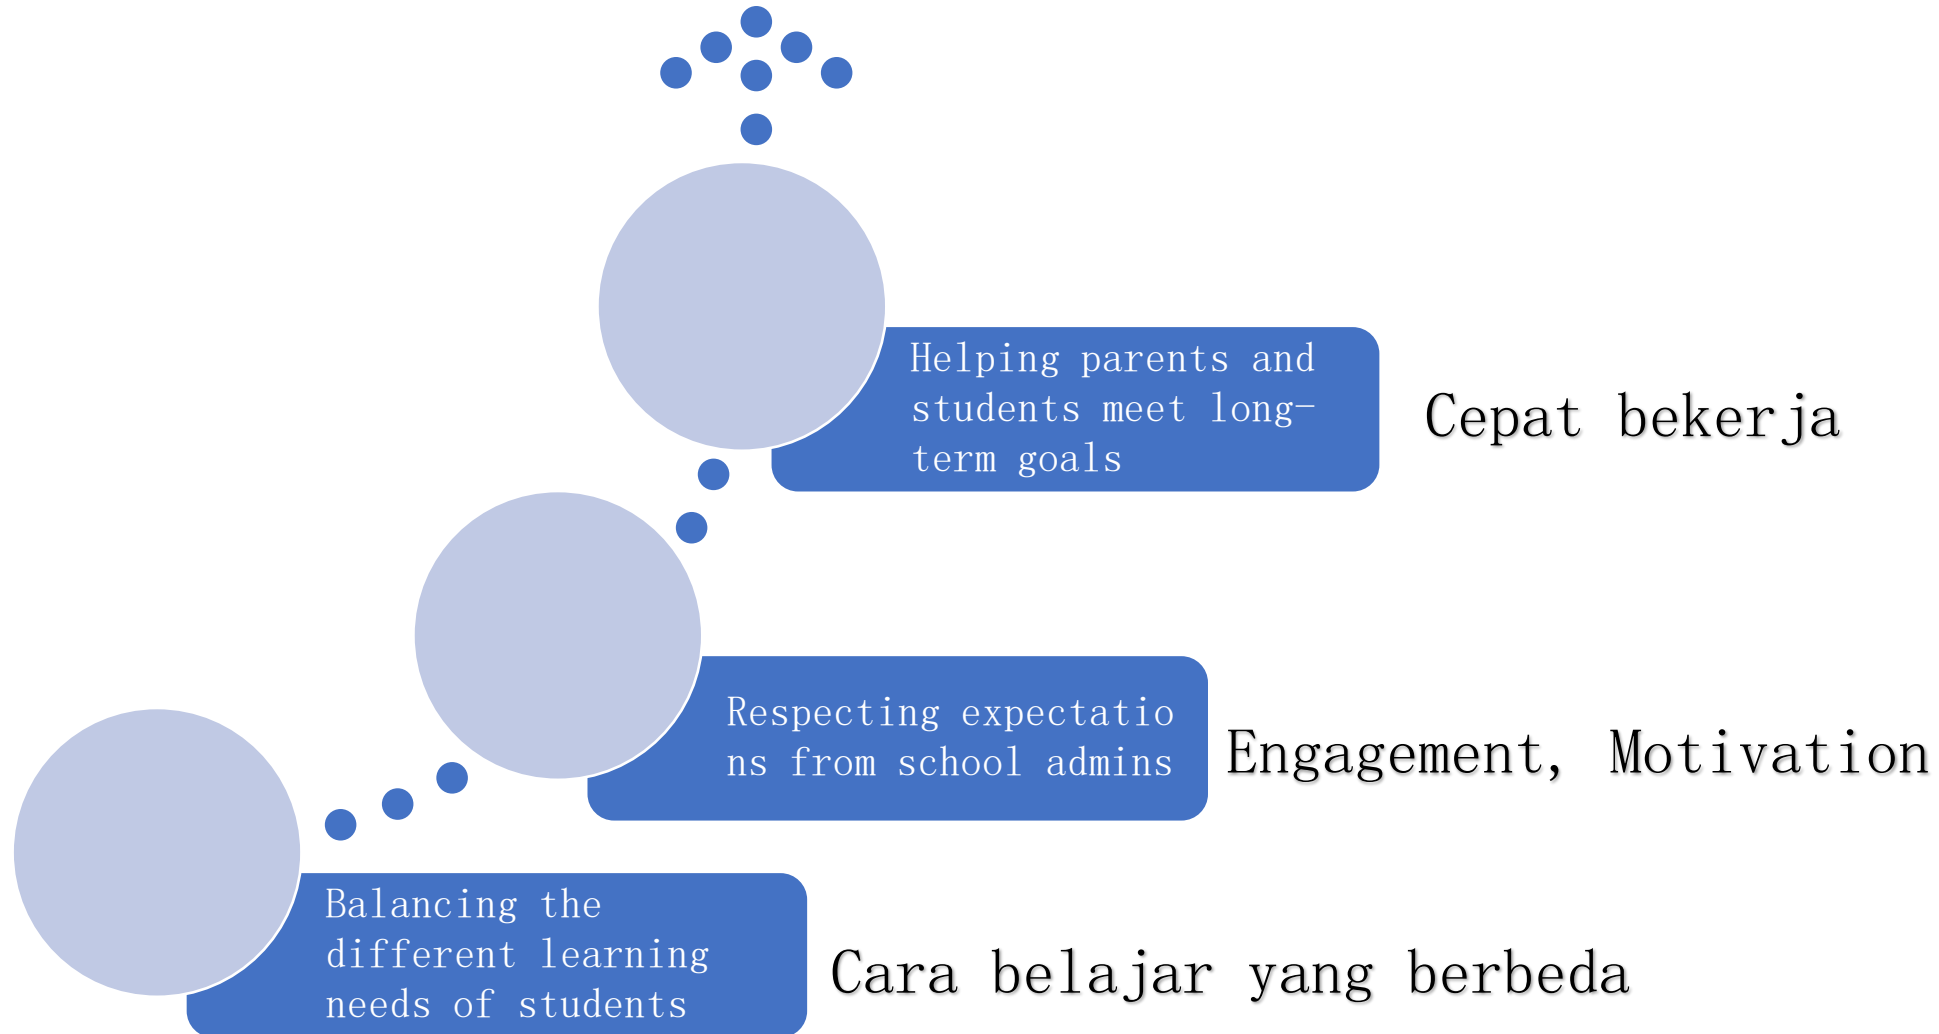 Helping parents and
students meet long-
term goals
Cepat bekerja
Respecting expectatio
ns from school admins
Engagement, Motivation
Balancing the
different learning
needs of students
Cara belajar yang berbeda